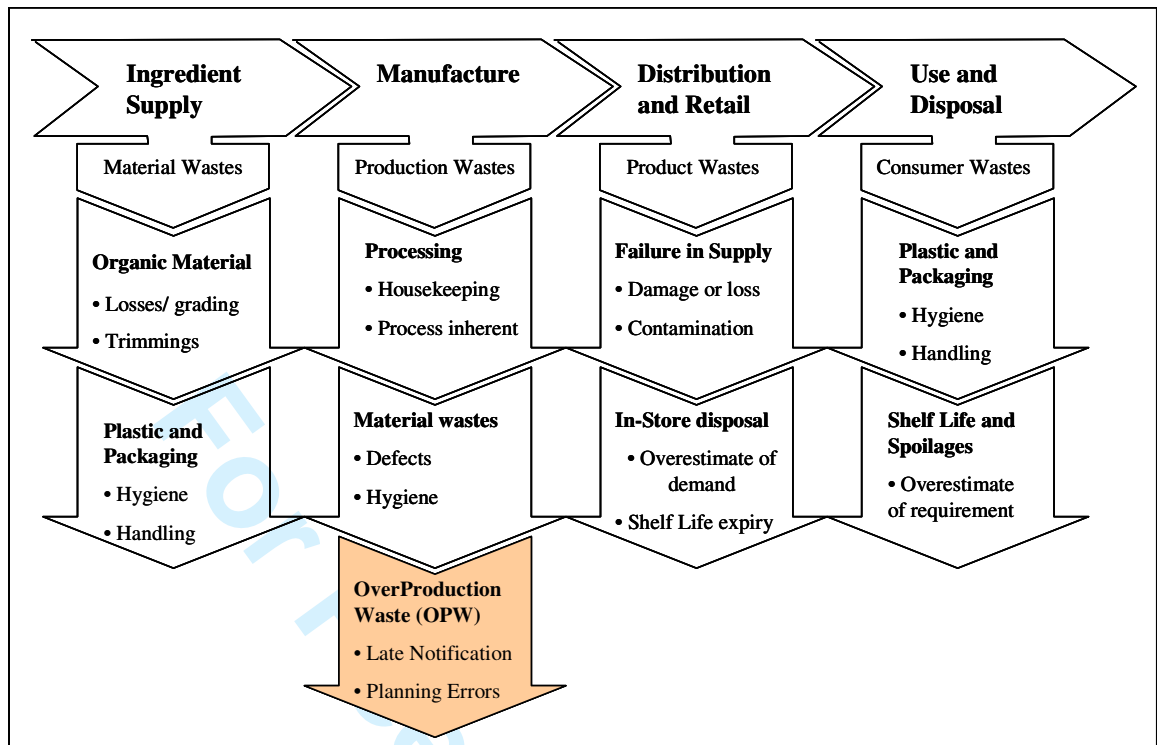 Ingredient
Supply
Manufacture
Distribution
and Retail
Use and
Disposal
Material Wastes
Production Wastes
Product Wastes
Consumer Wastes
Organic Material
• Losses/ grading
• Trimmings
Processing
• Housekeeping
• Process inherent
Failure in Supply
• Damage or loss
• Contamination
Plastic and
Packaging
• Hygiene
• Handling
Plastic and
Packaging
• Hygiene
• Handling
Material wastes
• Defects
• Hygiene
In-Store disposal
• Overestimate of
demand
• Shelf Life expiry
Shelf Life and
Spoilages
• Overestimate
of requirement
OverProduction
Waste (OPW)
• Late Notification
• Planning Errors
For